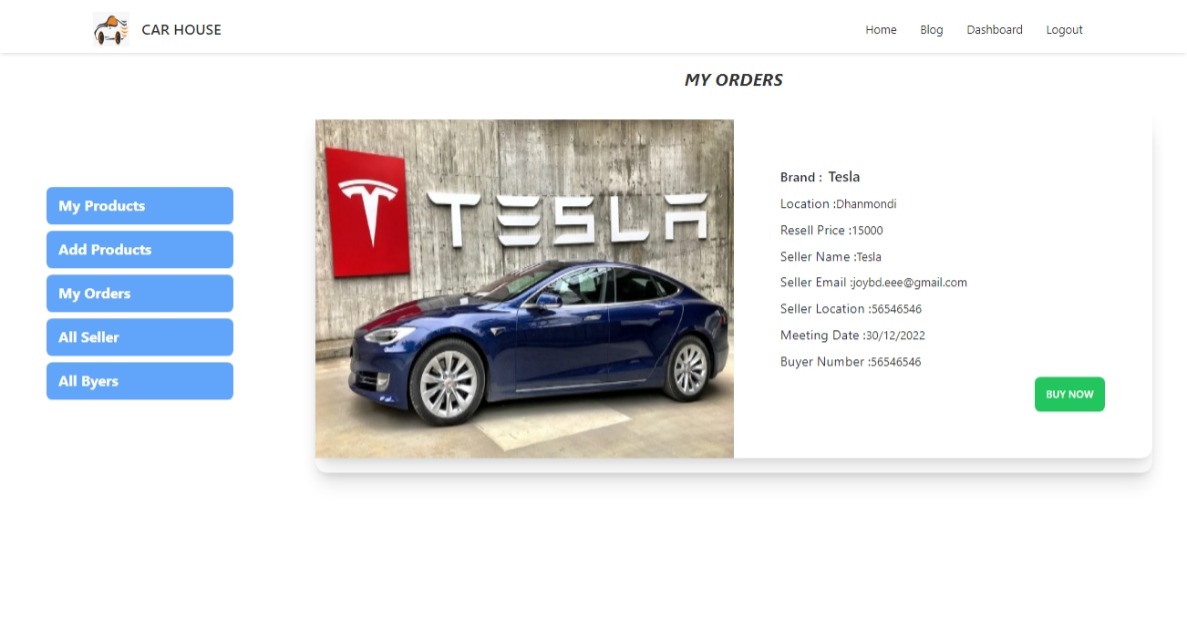 CAR HOUSE
Home Blog Dashboard Logout
MY ORDERS
My Products
Add Products
My Orders
All Seller
All Byers
TESLA
Brand : Tesla
Location :Dhanmondi
Resell Price :15000
Seller Name :Tesla
Seller Email :joybd.eee@gmail.com
Seller Location :56546546
Meeting Date :30/12/2022
Buyer Number :56546546
BUY NOW